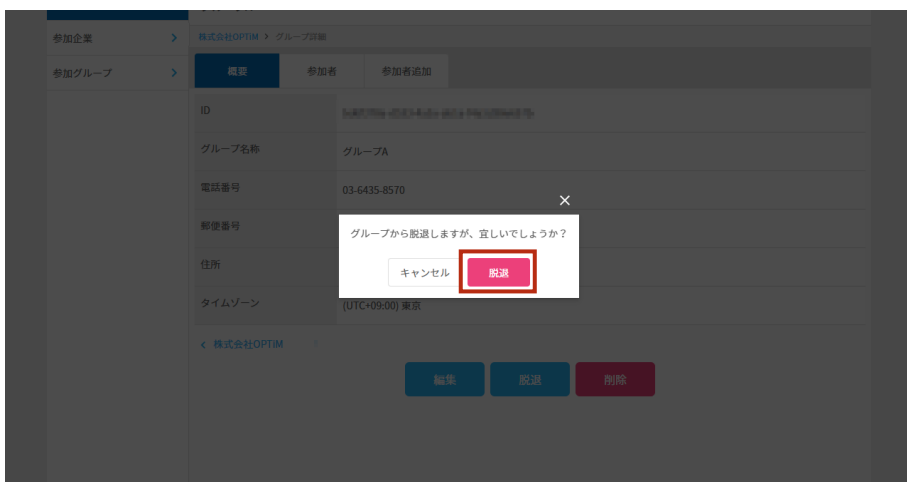 参加企業
株式会社OPTIM > グループ詳細
参加グループ
概要 参加者 参加者追加
ID
グループ名称 グループA
電話番号 03-6435-8570
郵便番号
グループから脱退しますが、宜しいでしょうか？
住所
キャンセル 脱退
タイムゾーン (UTC+09:00) 東京
株式会社OPTIM
編集 脱退 削除